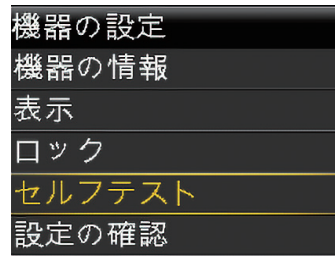 機器の設定
機器の情報
表示
ロック
セルフテスト
設定の確認